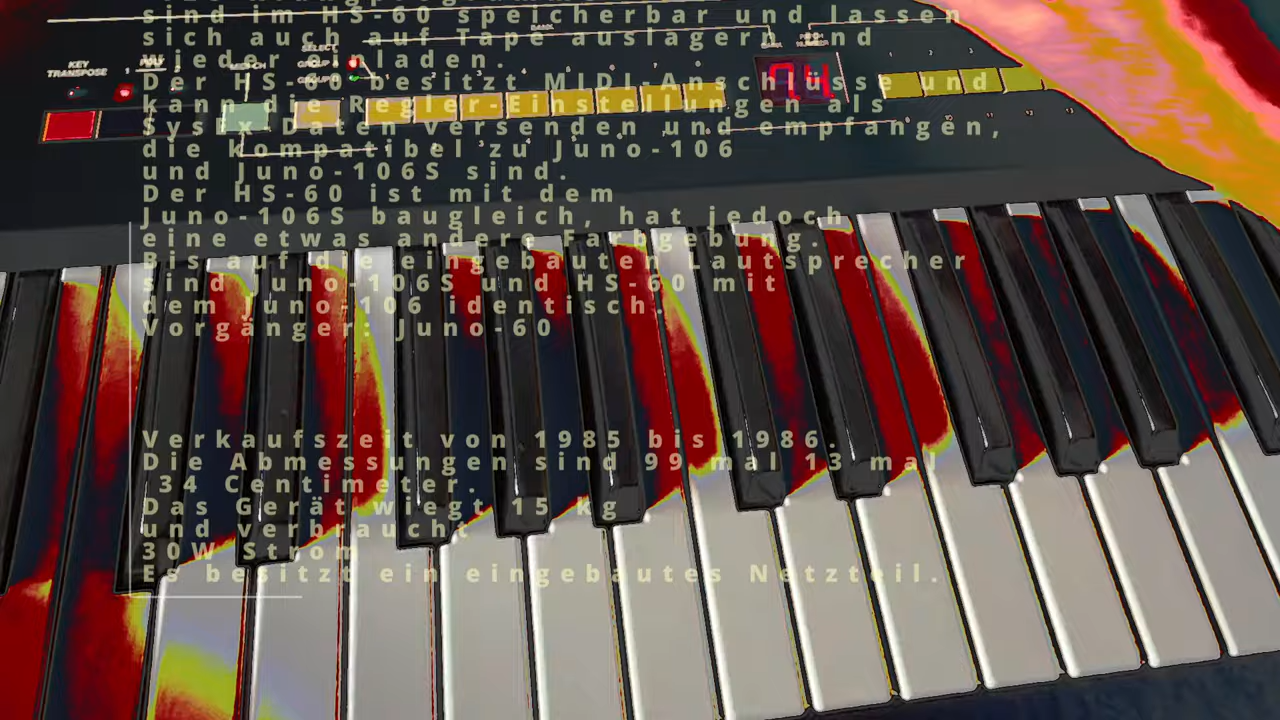 sind im HS-60 speicherbar und lassen
sich auch auf Tape auslagern und
wieder einladen.
Der HS-60 besitzt MIDI-Anschlüsse und
kann die Regler-Einstellungen als
Sysex Daten versenden und empfangen,
die kompatibel zu Juno-106
und Juno-106S sind.
Der HS-60 ist mit dem
Juno-106S baugleich, hat jedoch
eine etwas andere Farbgebung.
Bis auf die eingebauten Lautsprecher
sind Juno-106S und HS-60 mit
dem Juno-106 identisch.
Vorgänger: Juno-60
Verkaufszeit von 1985 bis 1986.
Die Abmessungen sind 99 mal 13 mal
34 Centimeter.
Das Gerät wiegt 15 kg
und verbraucht
30W Strom
Es besitzt ein eingebautes Netzteil.
KEY
TRANSPOSE
SELECT
BANK